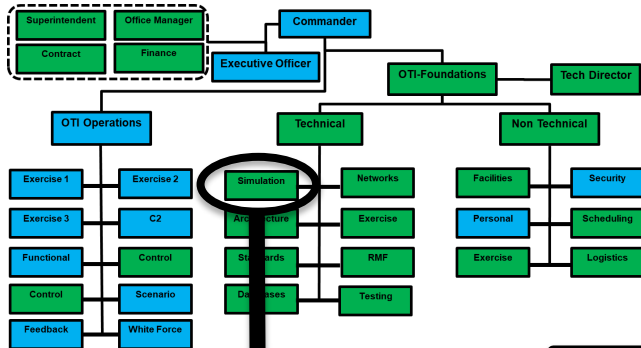 Superintendent
Office Manager
Commander
Contract
Finance
Executive Officer
OTI-Foundations
Tech Director
OTI Operations
Technical
Non Technical
Exercise 1
Exercise 2
Simulation
Networks
Facilities
Security
Exercise 3
C2
Exercise
Personal
Scheduling
Functional
Control
RMF
Exercise
Logistics
Control
Scenario
Testing
Feedback
White Force